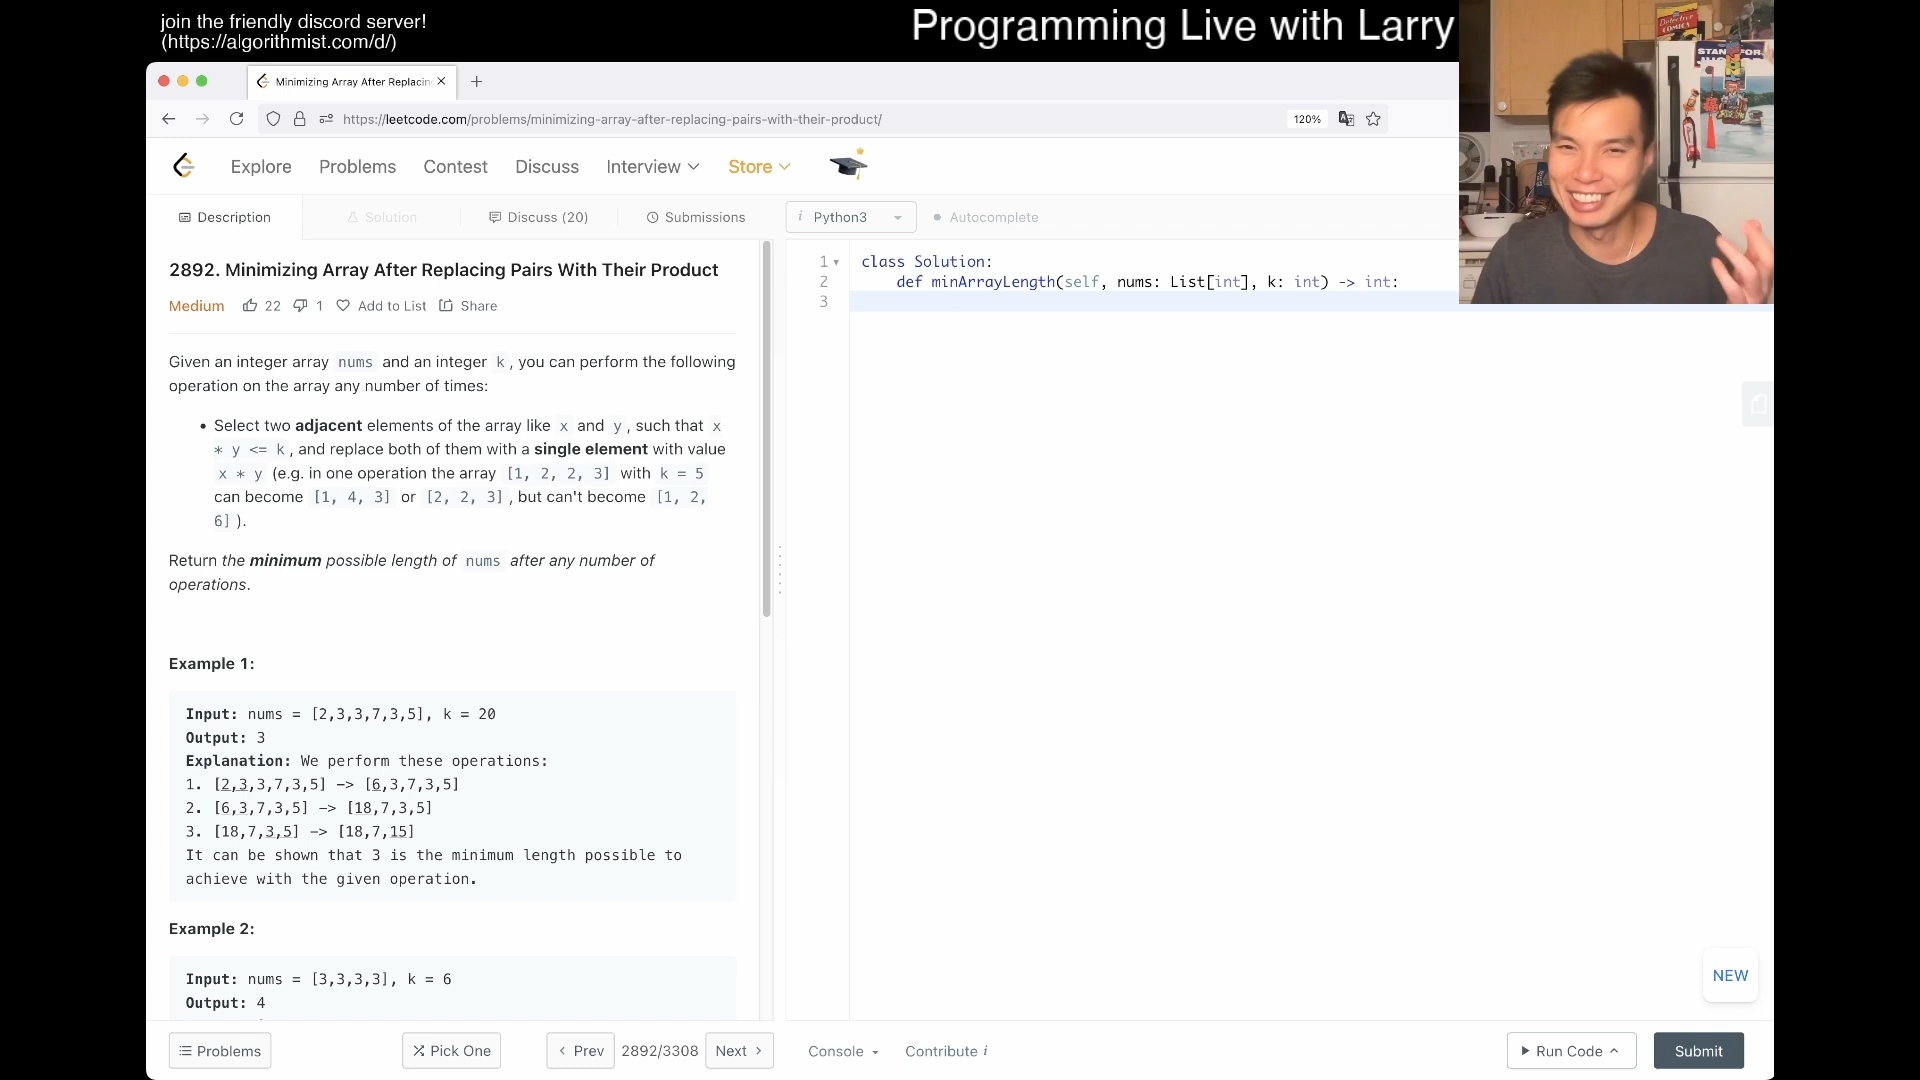 join the friendly discord server!
(https://algorithmist.com/d/)
Programming Live with Larry
Minimizing Array After Replacin
https://leetcode.com/problems/minimizing-array-after-replacing-pairs-with-their-product/
120%
Explore Problems Contest Discuss Interview Store
Description Solution Discuss (20) Submissions
i Python3 Autocomplete
2892. Minimizing Array After Replacing Pairs With Their Product
Medium 22 1 Add to List Share
Given an integer array nums and an integer k, you can perform the following
operation on the array any number of times:
• Select two adjacent elements of the array like x and y, such that x
* y <= k, and replace both of them with a single element with value
x * y (e.g. in one operation the array [1, 2, 2, 3] with k = 5
can become [1, 4, 3] or [2, 2, 3], but can't become [1, 2,
6]).
Return the minimum possible length of nums after any number of
operations.
Example 1:
Input: nums = [2,3,3,7,3,5], k = 20
Output: 3
Explanation: We perform these operations:
1. [2,3,3,7,3,5] -> [6,3,7,3,5]
2. [6,3,7,3,5] -> [18,7,3,5]
3. [18,7,3,5] -> [18,7,15]
It can be shown that 3 is the minimum length possible to
achieve with the given operation.
Example 2:
Input: nums = [3,3,3,3], k = 6
Output: 4
1 class Solution:
2 def minArrayLength(self, nums: List[int], k: int) -> int:
3
NEW
Problems Pick One Prev 2892/3308 Next Console Contribute i Run Code Submit